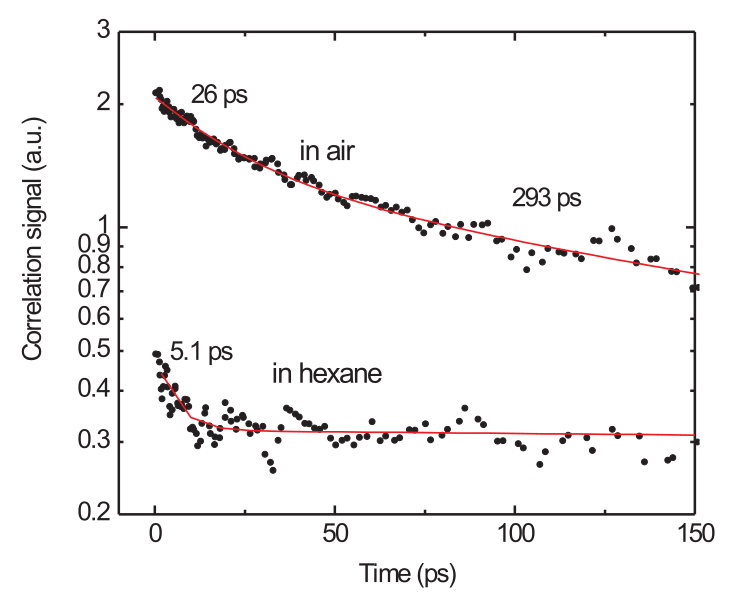 3
2
1
0.9
0.8
0.7
0.6
0.5
0.4
0.3
0.2
Correlation signal (a.u.)
26 ps
in air
293 ps
5.1 ps
in hexane
0
50
100
150
Time (ps)